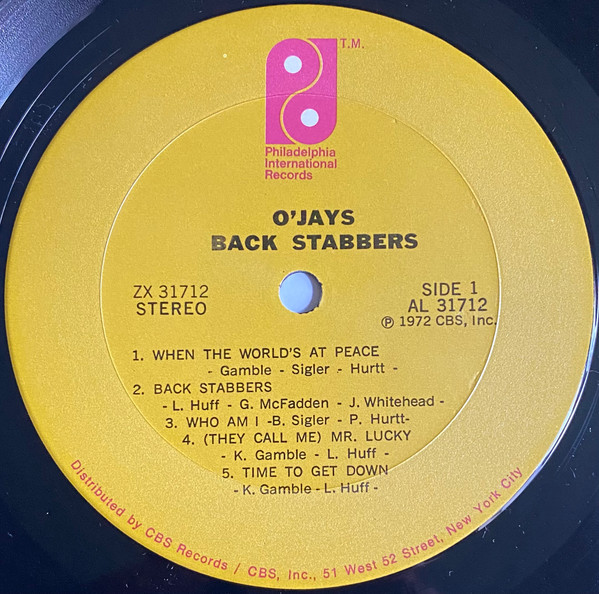 T.M.
Philadelphia
International
Records
O'JAYS
BACK STABBERS
ZX 31712
STEREO
SIDE 1
AL 31712
Ⓟ 1972 CBS, Inc.
1. WHEN THE WORLD'S AT PEACE
- Gamble - Sigler - Hurtt -
2. BACK STABBERS
- L. Huff - G. McFadden - J. Whitehead -
3. WHO AM I -B. Sigler - P. Hurtt-
4. (THEY CALL ME) MR. LUCKY
- K. Gamble - L. Huff -
5. TIME TO GET DOWN
- K. Gamble - L. Huff -
Distributed by CBS Records / CBS, Inc., 51 West 52 Street, New York City